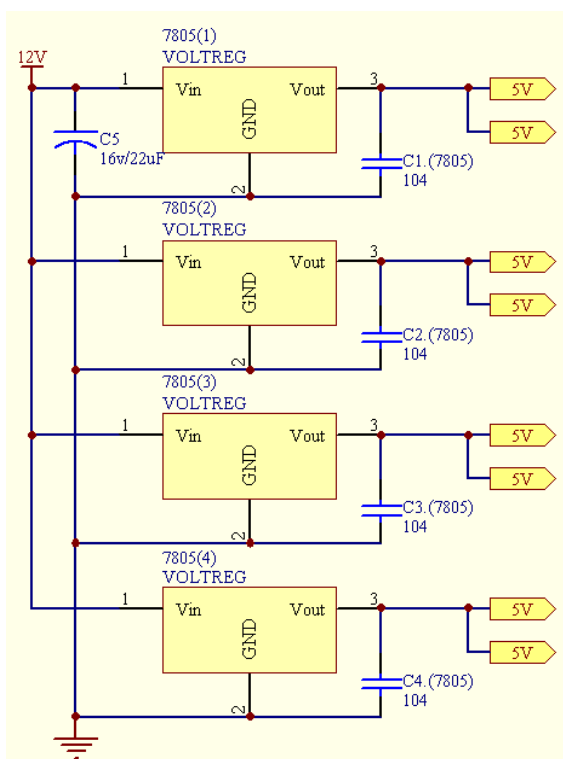 7805(1)
VOLTREG
12V
1 Vin Vout 3 5V
GND
5V
C5
16v/22uF
C1.(7805)
104
2
7805(2)
VOLTREG
1 Vin Vout 3 5V
GND
5V
C2.(7805)
104
2
7805(3)
VOLTREG
1 Vin Vout 3 5V
GND
5V
C3.(7805)
104
2
7805(4)
VOLTREG
1 Vin Vout 3 5V
GND
5V
C4.(7805)
104
2